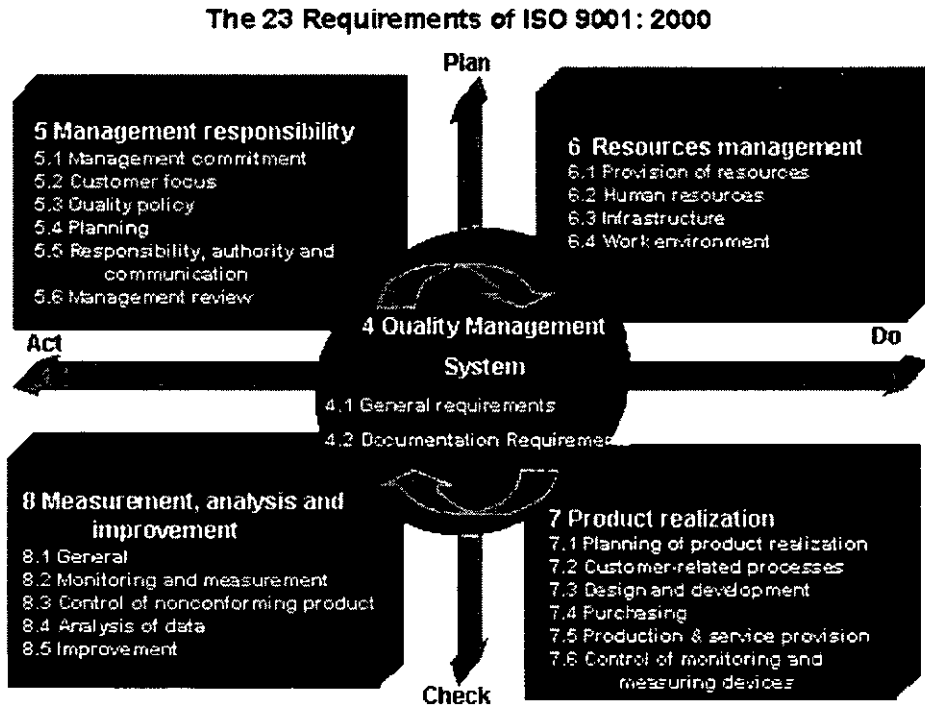 The 23 Requirements of ISO 9001: 2000
Plan
5 Management responsibility
5.1 Management commitment
5.2 Customer focus
5.3 Quality policy
5.4 Planning
5.5 Responsibility, authority and
communication
5.6 Management review
6 Resources management
6.1 Provision of resources
6.2 Human resources
6.3 Infrastructure
6.4 Work environment
Act
Do
4 Quality Management
System
4.1 General requirements
4.2 Documentation Requirements
8 Measurement, analysis and
improvement
8.1 General
8.2 Monitoring and measurement
8.3 Control of nonconforming product
8.4 Analysis of data
8.5 Improvement
7 Product realization
7.1 Planning of product realization
7.2 Customer-related processes
7.3 Design and development
7.4 Purchasing
7.5 Production & service provision
7.6 Control of monitoring and
measuring devices
Check